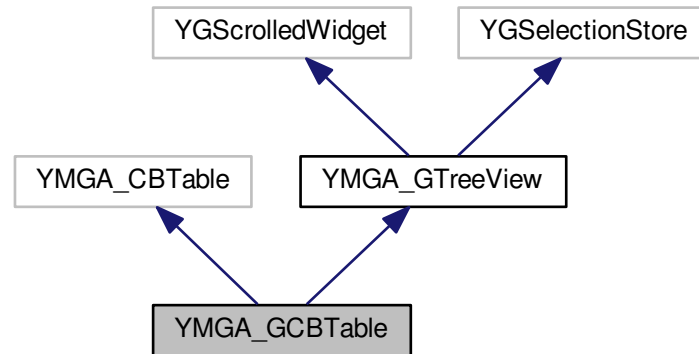 YGScrolledWidget
YGSelectionStore
YMGA_CBTable
YMGA_GTreeView
YMGA_GCBTable